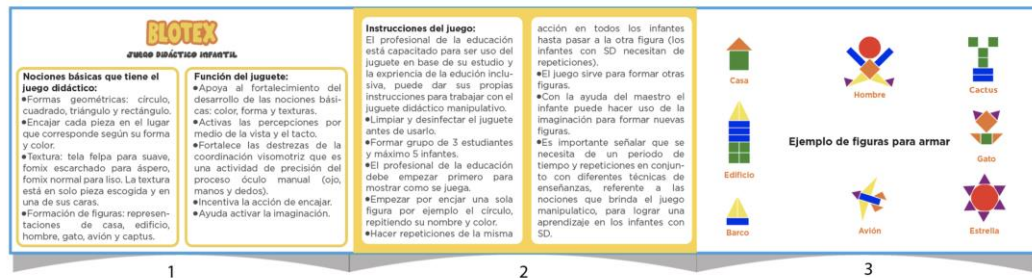 BLOTEX
JUEGO DIDÁCTICO INFANTIL
Nociones básicas que tiene el
juego didáctico:
●Formas geométricas: círculo,
cuadrado, triángulo y rectángulo.
●Encajar cada pieza en el lugar
que corresponde según su forma
y color.
●Textura: tela felpa para suave,
fomix escarchado para áspero,
fomix normal para liso. La textura
está en solo pieza escogida y en
una de sus caras.
●Formación de figuras: represen-
taciones de casa, edificio,
hombre, gato, avión y captus.
Función del juguete:
●Apoya al fortalecimiento del
desarrollo de las nociones bási-
cas: color, forma y texturas.
●Activas las percepciones por
medio de la vista y el tacto.
●Fortalece las destrezas de la
coordinación visomotriz que es
una actividad de precisión del
proceso óculo manual (ojo,
manos y dedos).
●Incentiva la acción de encajar.
●Ayuda activar la imaginación.
1
Instrucciones del juego:
El profesional de la educación
está capacitado para ser uso del
juguete en base de su estudio y
la expriencia de la edución inclu-
siva, puede dar sus propias
instrucciones para trabajar con el
juguete didáctico manipulativo.
●Limpiar y desinfectar el juguete
antes de usarlo.
●Formar grupo de 3 estudiantes
y máximo 5 infantes.
●El profesional de la educación
debe empezar primero para
mostrar como se juega.
●Empezar por encjar una sola
figura por ejemplo el círculo,
repitiendo su nombre y color.
●Hacer repeticiones de la misma
acción en todos los infantes
hasta pasar a la otra figura (los
infantes con SD necesitan de
repeticiones).
●El juego sirve para formar otras
figuras.
●Con la ayuda del maestro el
infante puede hacer uso de la
imaginación para formar nuevas
figuras.
●Es importante señalar que se
necesita de un periodo de
tiempo y repeticiones en conjun-
to con diferentes técnicas de
enseñanzas, referente a las
nociones que brinda el juego
manipulatico, para lograr una
aprendizaje en los infantes con
SD.
2
Casa
Hombre
Cactus
Edificio
Ejemplo de figuras para armar
Gato
Barco
Avión
Estrella
3